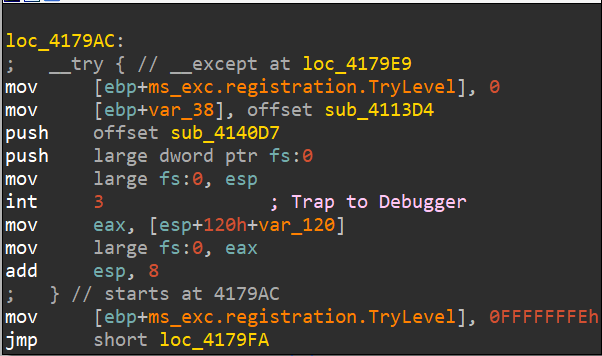 loc_4179AC:
;   __try { // __except at loc_4179E9
mov     [ebp+ms_exc.registration.TryLevel], 0
mov     [ebp+var_38], offset sub_4113D4
push    offset sub_4140D7
push    large dword ptr fs:0
mov     large fs:0, esp
int     3               ; Trap to Debugger
mov     eax, [esp+120h+var_120]
mov     large fs:0, eax
add     esp, 8
;   } // starts at 4179AC
mov     [ebp+ms_exc.registration.TryLevel], 0FFFFFFFEh
jmp     short loc_4179FA